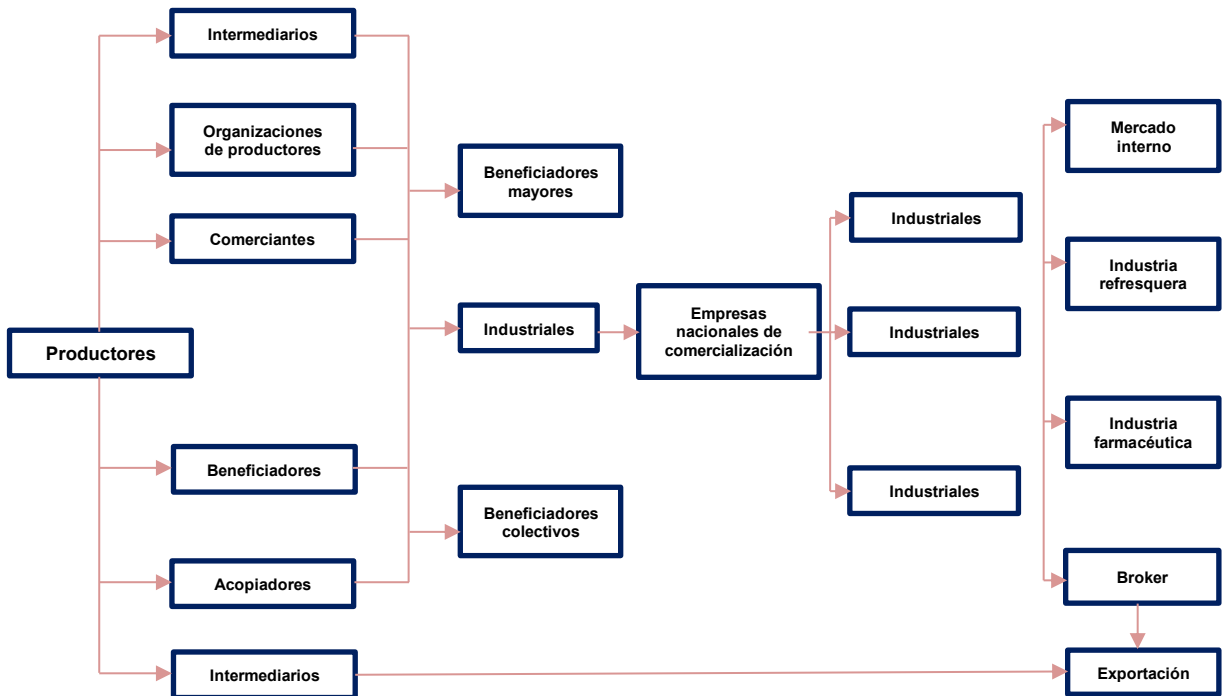 Intermediarios
Organizaciones
de productores
Comerciantes
Productores
Beneficiadores
Acopiadores
Intermediarios
Beneficiadores
mayores
Industriales
Beneficiadores
colectivos
Empresas
nacionales de
comercialización
Industriales
Industriales
Industriales
Mercado
interno
Industria
refresquera
Industria
farmacéutica
Broker
Exportación